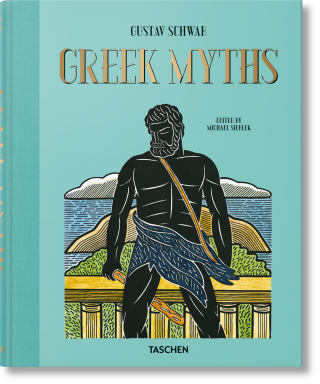 GUSTAV SCHWAB
GREEK MYTHS
EDITED BY
MICHAEL SIEBLER
TASCHEN